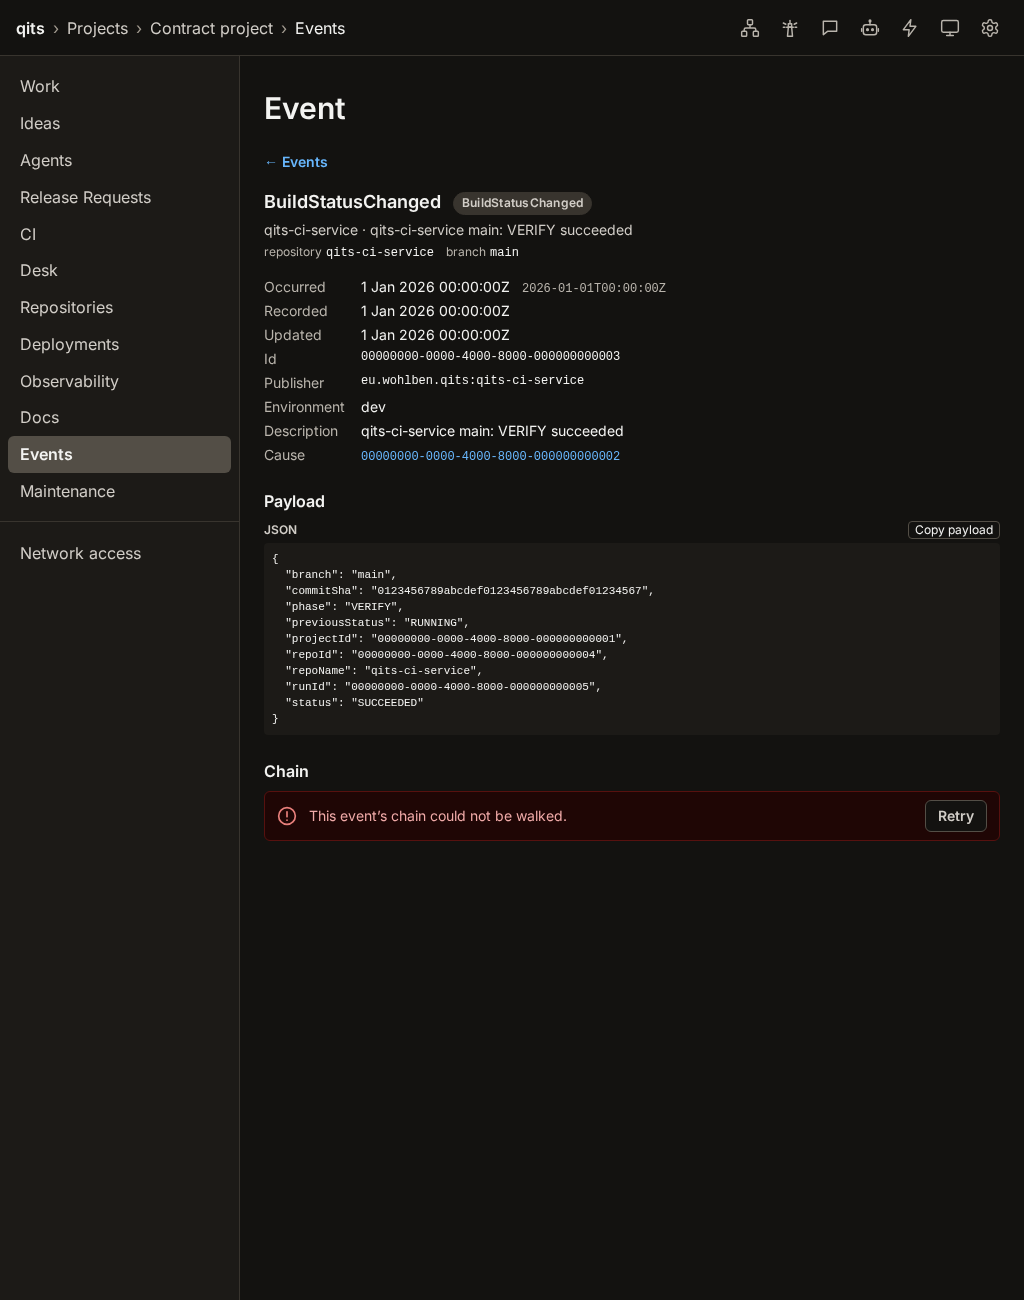 qits › Projects › Contract project › Events
Work
Ideas
Agents
Release Requests
CI
Desk
Repositories
Deployments
Observability
Docs
Events
Maintenance
Network access
Event
← Events
BuildStatusChanged BuildStatusChanged
qits-ci-service · qits-ci-service main: VERIFY succeeded
repository qits-ci-service branch main
Occurred 1 Jan 2026 00:00:00Z 2026-01-01T00:00:00Z
Recorded 1 Jan 2026 00:00:00Z
Updated 1 Jan 2026 00:00:00Z
Id 00000000-0000-4000-8000-000000000003
Publisher eu.wohlben.qits:qits-ci-service
Environment dev
Description qits-ci-service main: VERIFY succeeded
Cause 00000000-0000-4000-8000-000000000002
Payload
JSON Copy payload
{
  "branch": "main",
  "commitSha": "0123456789abcdef0123456789abcdef01234567",
  "phase": "VERIFY",
  "previousStatus": "RUNNING",
  "projectId": "00000000-0000-4000-8000-000000000001",
  "repoId": "00000000-0000-4000-8000-000000000004",
  "repoName": "qits-ci-service",
  "runId": "00000000-0000-4000-8000-000000000005",
  "status": "SUCCEEDED"
}
Chain
This event’s chain could not be walked. Retry